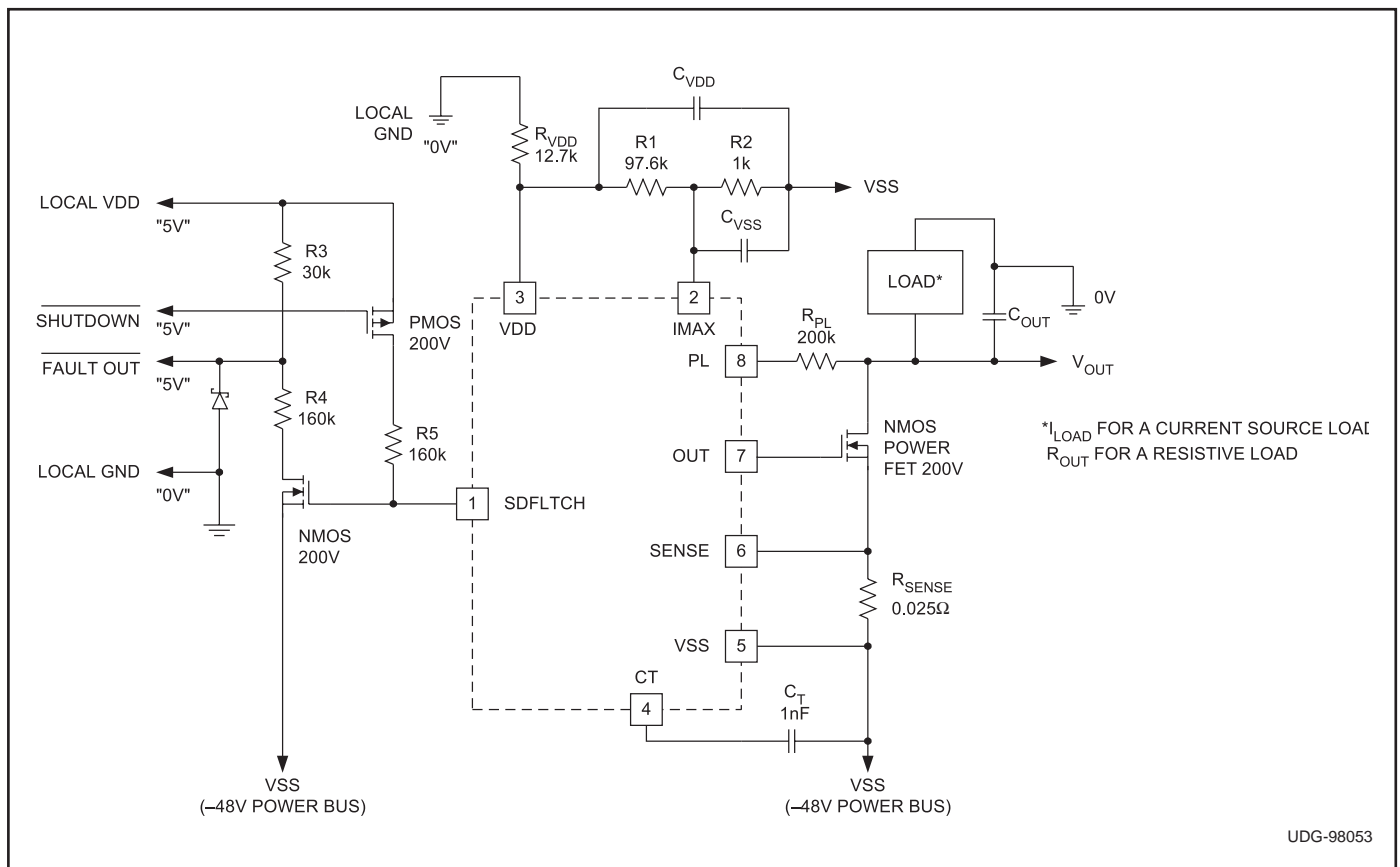 C_VDD
LOCAL GND
"0V"
R_VDD
12.7k
R1
97.6k
R2
1k
VSS
C_VSS
LOCAL VDD
"5V"
R3
30k
LOAD*
0V
C_OUT
3
VDD
2
IMAX
SHUTDOWN
"5V"
PMOS
200V
R_PL
200k
PL
8
V_OUT
FAULT OUT
"5V"
R4
160k
R5
160k
NMOS
POWER
FET 200V
*I_LOAD FOR A CURRENT SOURCE LOAD
R_OUT FOR A RESISTIVE LOAD
OUT
7
LOCAL GND
"0V"
1
SDFLTCH
NMOS
200V
SENSE
6
R_SENSE
0.025Ω
VSS
5
CT
4
C_T
1nF
VSS
(–48V POWER BUS)
VSS
(–48V POWER BUS)
UDG-98053